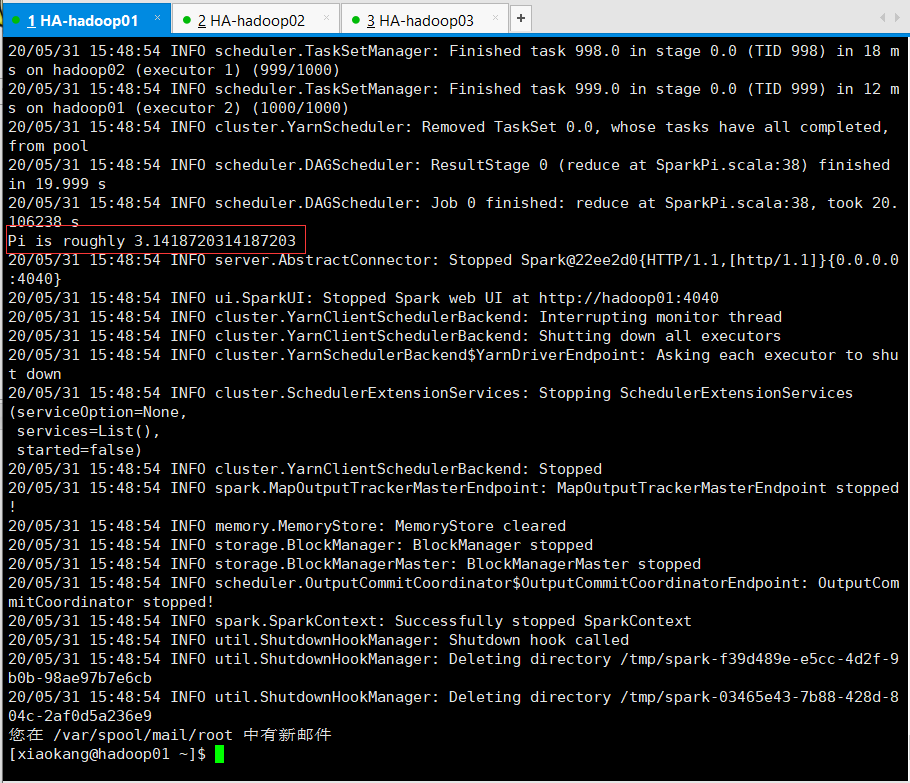 1 HA-hadoop01 × 2 HA-hadoop02 × 3 HA-hadoop03 × +
20/05/31 15:48:54 INFO scheduler.TaskSetManager: Finished task 998.0 in stage 0.0 (TID 998) in 18 m
s on hadoop02 (executor 1) (999/1000)
20/05/31 15:48:54 INFO scheduler.TaskSetManager: Finished task 999.0 in stage 0.0 (TID 999) in 12 m
s on hadoop01 (executor 2) (1000/1000)
20/05/31 15:48:54 INFO cluster.YarnScheduler: Removed TaskSet 0.0, whose tasks have all completed,
from pool
20/05/31 15:48:54 INFO scheduler.DAGScheduler: ResultStage 0 (reduce at SparkPi.scala:38) finished
in 19.999 s
20/05/31 15:48:54 INFO scheduler.DAGScheduler: Job 0 finished: reduce at SparkPi.scala:38, took 20.
106238 s
Pi is roughly 3.1418720314187203
20/05/31 15:48:54 INFO server.AbstractConnector: Stopped Spark@22ee2d0{HTTP/1.1,[http/1.1]}{0.0.0.0
:4040}
20/05/31 15:48:54 INFO ui.SparkUI: Stopped Spark web UI at http://hadoop01:4040
20/05/31 15:48:54 INFO cluster.YarnClientSchedulerBackend: Interrupting monitor thread
20/05/31 15:48:54 INFO cluster.YarnClientSchedulerBackend: Shutting down all executors
20/05/31 15:48:54 INFO cluster.YarnSchedulerBackend$YarnDriverEndpoint: Asking each executor to shu
t down
20/05/31 15:48:54 INFO cluster.SchedulerExtensionServices: Stopping SchedulerExtensionServices
(serviceOption=None,
 services=List(),
 started=false)
20/05/31 15:48:54 INFO cluster.YarnClientSchedulerBackend: Stopped
20/05/31 15:48:54 INFO spark.MapOutputTrackerMasterEndpoint: MapOutputTrackerMasterEndpoint stopped
!
20/05/31 15:48:54 INFO memory.MemoryStore: MemoryStore cleared
20/05/31 15:48:54 INFO storage.BlockManager: BlockManager stopped
20/05/31 15:48:54 INFO storage.BlockManagerMaster: BlockManagerMaster stopped
20/05/31 15:48:54 INFO scheduler.OutputCommitCoordinator$OutputCommitCoordinatorEndpoint: OutputCom
mitCoordinator stopped!
20/05/31 15:48:54 INFO spark.SparkContext: Successfully stopped SparkContext
20/05/31 15:48:54 INFO util.ShutdownHookManager: Shutdown hook called
20/05/31 15:48:54 INFO util.ShutdownHookManager: Deleting directory /tmp/spark-f39d489e-e5cc-4d2f-9
b0b-98ae97b7e6cb
20/05/31 15:48:54 INFO util.ShutdownHookManager: Deleting directory /tmp/spark-03465e43-7b88-428d-8
04c-2af0d5a236e9
您在 /var/spool/mail/root 中有新邮件
[xiaokang@hadoop01 ~]$